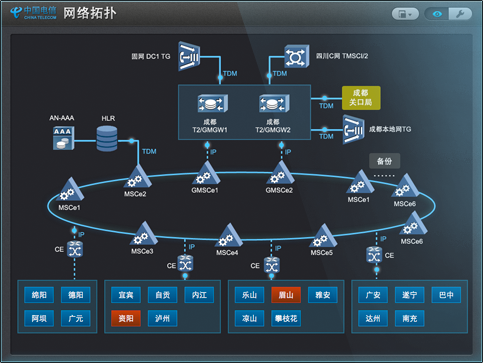 中国电信
CHINA TELECOM
网络拓扑
固网 DC1 TG
四川C网 TMSCI/2
TDM
TDM
成都
T2/GMGW1
成都
T2/GMGW2
TDM
成都
关口局
TDM
成都本地网TG
AN-AAA
HLR
AAA
TDM
IP
IP
备份
......
MSCe1
MSCe2
GMSCe1
GMSCe2
MSCe1
MSCe6
MSCe3
MSCe4
MSCe5
MSCe6
IP
IP
IP
IP
CE
CE
CE
CE
绵阳
德阳
阿坝
广元
宜宾
自贡
内江
资阳
泸州
乐山
眉山
雅安
凉山
攀枝花
广安
遂宁
巴中
达州
南充